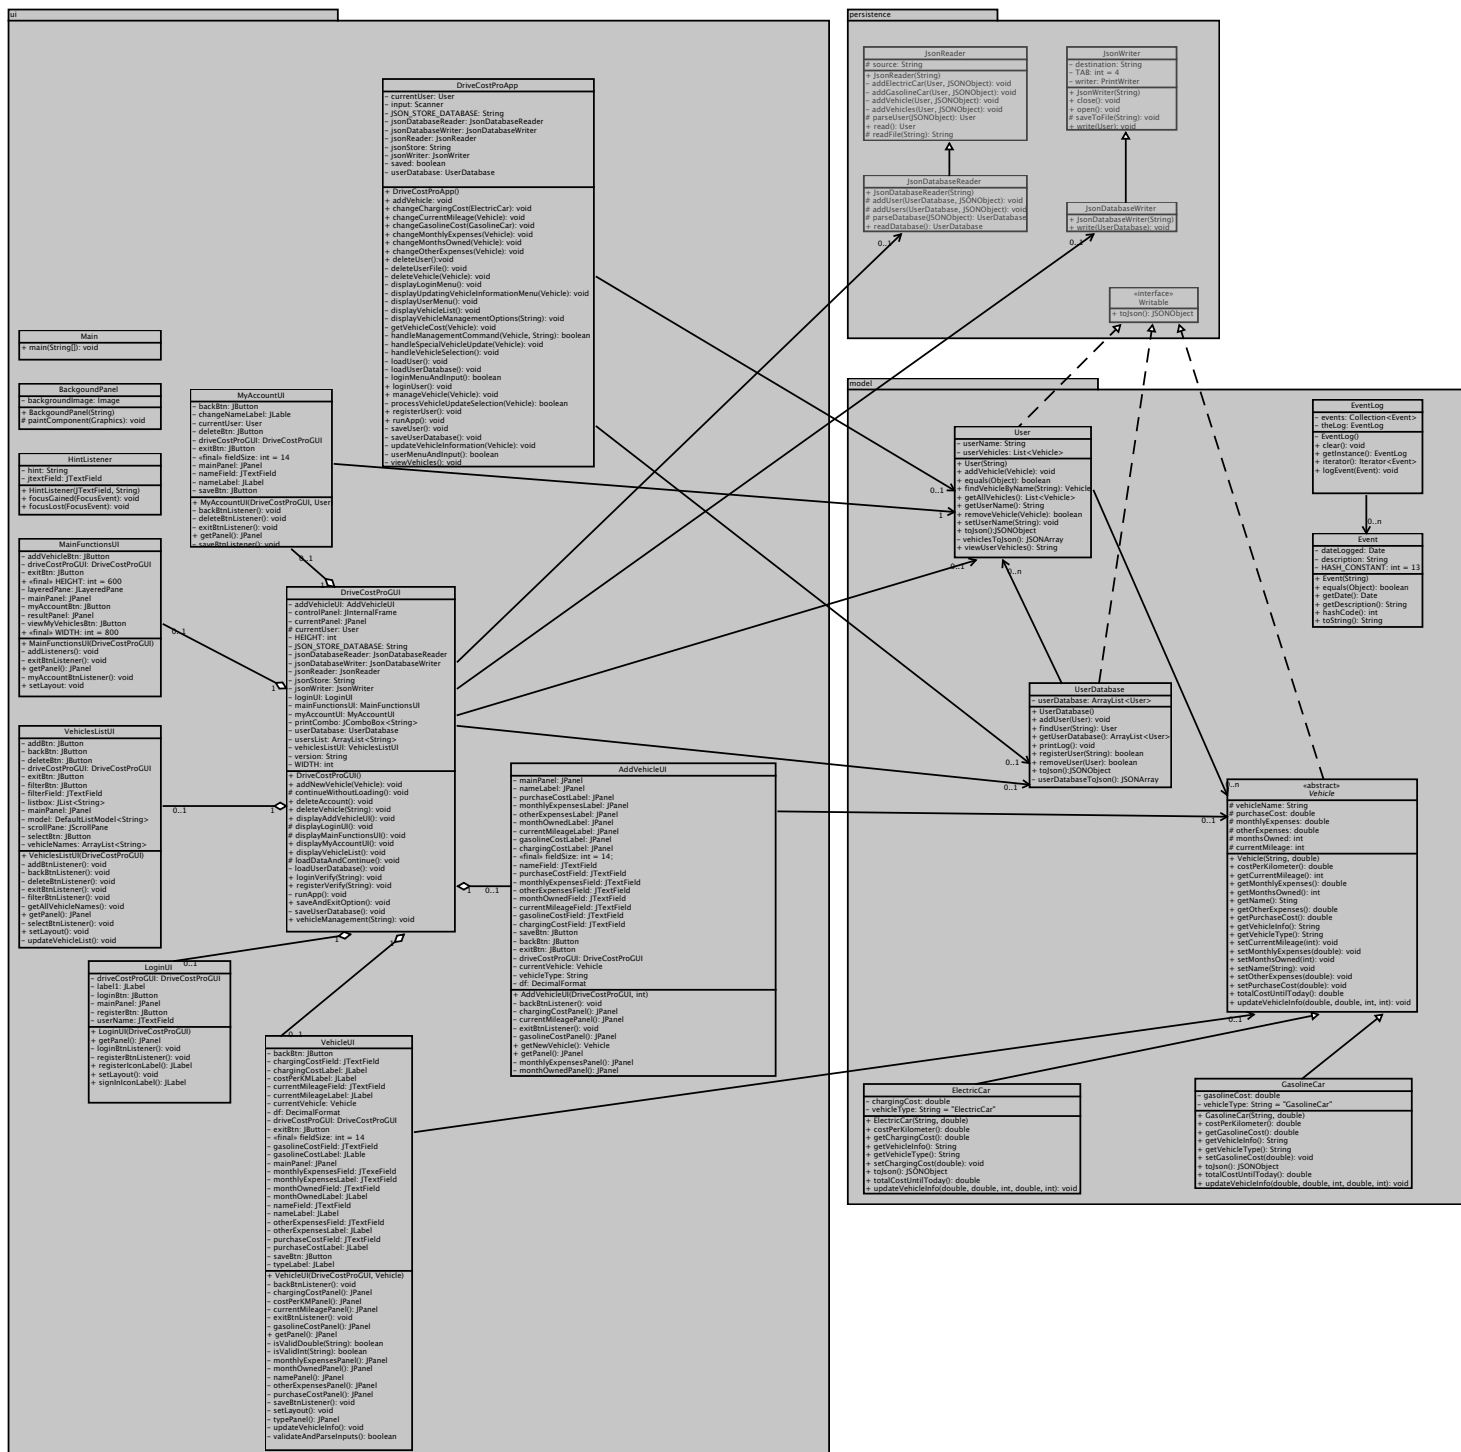 ui
DriveCostProApp
– currentUser: User
– input: Scanner
– JSON_STORE_DATABASE: String
– jsonDatabaseReader: JsonDatabaseReader
– jsonDatabaseWriter: JsonDatabaseWriter
– jsonReader: JsonReader
– jsonStore: String
– jsonWriter: JsonWriter
– saved: boolean
– userDatabase: UserDatabase
+ DriveCostProApp()
+ addVehicle: void
+ changeChargingCost(ElectricCar): void
+ changeCurrentMileage(Vehicle): void
+ changeGasolineCost(GasolineCar): void
+ changeMonthlyExpenses(Vehicle): void
+ changeMonthsOwned(Vehicle): void
+ changeOtherExpenses(Vehicle): void
+ deleteUser():void
– deleteUserFile(): void
– deleteVehicle(Vehicle): void
– displayLoginMenu(): void
– displayUpdatingVehicleInformationMenu(Vehicle): void
– displayUserMenu(): void
– displayVehicleList(): void
– displayVehicleManagementOptions(String): void
– getVehicleCost(Vehicle): void
– handleManagementCommand(Vehicle, String): boolean
– handleSpecialVehicleUpdate(Vehicle): void
– handleVehicleSelection(): void
– loadUser(): void
– loadUserDatabase(): void
– loginMenuAndInput(): boolean
+ loginUser(): void
– manageVehicle(Vehicle): void
– processVehicleUpdateSelection(Vehicle): boolean
+ registerUser(): void
+ runApp(): void
– saveUser(): void
– saveUserDatabase(): void
– updateVehicleInformation(Vehicle): void
– userMenuAndInput(): boolean
– viewVehicles(): void
Main
+ main(String[]): void
BackgoundPanel
– backgroundImage: Image
+ BackgoundPanel(String)
# paintComponent(Graphics): void
HintListener
– hint: String
– jtextField: JTextField
+ HintListener(JTextField, String)
+ focusGained(FocusEvent): void
+ focusLost(FocusEvent): void
MainFunctionsUI
– addVehicleBtn: JButton
– driveCostProGUI: DriveCostProGUI
– exitBtn: JButton
+ «final» HEIGHT: int = 600
– layeredPane: JLayeredPane
– mainPanel: JPanel
– myAccountBtn: JButton
– resultPanel: JPanel
– viewMyVehiclesBtn: JButton
+ «final» WIDTH: int = 800
+ MainFunctionsUI(DriveCostProGUI)
– addListeners(): void
– exitBtnListener(): void
+ getPanel(): JPanel
– myAccountBtnListener(): void
+ setLayout: void
MyAccountUI
– backBtn: JButton
– changeNameLabel: JLable
– currentUser: User
– deleteBtn: JButton
– driveCostProGUI: DriveCostProGUI
– exitBtn: JButton
– «final» fieldSize: int = 14
– mainPanel: JPanel
– nameField: JTextField
– nameLabel: JLabel
– saveBtn: JButton
+ MyAccountUI(DriveCostProGUI, User
– backBtnListener(): void
– deleteBtnListener(): void
– exitBtnListener(): void
+ getPanel(): JPanel
– saveBtnListener(): void
0..1
1
0..1
1
DriveCostProGUI
– addVehicleUI: AddVehicleUI
– controlPanel: JInternalFrame
– currentPanel: JPanel
# currentUser: User
– HEIGHT: int
– JSON_STORE_DATABASE: String
– jsonDatabaseReader: JsonDatabaseReader
– jsonDatabaseWriter: JsonDatabaseWriter
– jsonReader: JsonReader
– jsonStore: String
– jsonWriter: JsonWriter
– loginUI: LoginUI
– mainFunctionsUI: MainFunctionsUI
– myAccountUI: MyAccountUI
– printCombo: JComboBox<String>
– userDatabase: UserDatabase
– usersList: ArrayList<String>
– vehiclesListUI: VehiclesListUI
– version: String
– WIDTH: int
+ DriveCostProGUI()
+ addNewVehicle(Vehicle): void
# continueWithoutLoading(): void
+ deleteAccount(): void
+ deleteVehicle(String): void
+ displayAddVehicleUI(): void
# displayLoginUI(): void
# displayMainFunctionsUI(): void
+ displayMyAccountUI(): void
+ displayVehicleList(): void
# loadDataAndContinue(): void
– loadUserDatabase(): void
+ loginVerify(String): void
+ registerVerify(String): void
– runApp(): void
+ saveAndExitOption(): void
– saveUserDatabase(): void
+ vehicleManagement(String): void
VehiclesListUI
– addBtn: JButton
– backBtn: JButton
– deleteBtn: JButton
– driveCostProGUI: DriveCostProGUI
– exitBtn: JButton
– filterBtn: JButton
– filterField: JTextField
– listbox: JList<String>
– mainPanel: JPanel
– model: DefaultListModel<String>
– scrollPane: JScrollPane
– selectBtn: JButton
– vehicleNames: ArrayList<String>
+ VehiclesListUI(DriveCostProGUI)
– addBtnListener(): void
– backBtnListener(): void
– deleteBtnListener(): void
– exitBtnListener(): void
– filterBtnListener(): void
– getAllVehicleNames(): void
+ getPanel(): JPanel
– selectBtnListener(): void
+ setLayout(): void
– updateVehicleList(): void
0..1
1
AddVehicleUI
– mainPanel: JPanel
– nameLabel: JPanel
– purchaseCostLabel: JPanel
– monthlyExpensesLabel: JPanel
– otherExpensesLabel: JPanel
– monthOwnedLabel: JPanel
– currentMileageLabel: JPanel
– gasolineCostLabel: JPanel
– chargingCostLabel: JPanel
– «final» fieldSize: int = 14;
– nameField: JTextField
– purchaseCostField: JTextField
– monthlyExpensesField: JTextField
– otherExpensesField: JTextField
– monthOwnedField: JTextField
– currentMileageField: JTextField
– gasolineCostField: JTextField
– chargingCostField: JTextField
– saveBtn: JButton
– backBtn: JButton
– exitBtn: JButton
– driveCostProGUI: DriveCostProGUI
– currentVehicle: Vehicle
– vehicleType: String
– df: DecimalFormat
+ AddVehicleUI(DriveCostProGUI, int)
– backBtnListener(): void
– chargingCostPanel(): JPanel
– currentMileagePanel(): JPanel
– exitBtnListener(): void
– gasolineCostPanel(): JPanel
+ getNewVehicle(): Vehicle
+ getPanel(): JPanel
– monthlyExpensesPanel(): JPanel
– monthOwnedPanel(): JPanel
1
0..1
1
0..1
1
0..1
LoginUI
– driveCostProGUI: DriveCostProGUI
– label1: JLabel
– loginBtn: JButton
– mainPanel: JPanel
– registerBtn: JButton
– userName: JTextField
+ LoginUI(DriveCostProGUI)
+ getPanel(): JPanel
– loginBtnListener(): void
– registerBtnListener(): void
+ registerIconLabel(): JLabel
+ setLayout(): void
+ signInIconLabel(): JLabel
VehicleUI
– backBtn: JButton
– chargingCostField: JTextField
– chargingCostLabel: JLabel
– costPerKMLabel: JLabel
– currentMileageField: JTextField
– currentMileageLabel: JLabel
– currentVehicle: Vehicle
– df: DecimalFormat
– driveCostProGUI: DriveCostProGUI
– exitBtn: JButton
– «final» fieldSize: int = 14
– gasolineCostField: JTextField
– gasolineCostLabel: JLable
– mainPanel: JPanel
– monthlyExpensesField: JTexeField
– monthlyExpensesLabel: JTextField
– monthOwnedField: JTextField
– monthOwnedLabel: JLabel
– nameField: JTextField
– nameLabel: JLabel
– otherExpensesField: JTextField
– otherExpensesLabel: JLabel
– purchaseCostField: JTextField
– purchaseCostLabel: JLabel
– saveBtn: JButton
– typeLabel: JLabel
+ VehicleUI(DriveCostProGUI, Vehicle)
– backBtnListener(): void
– chargingCostPanel(): JPanel
– costPerKMPanel(): JPanel
– currentMileagePanel(): JPanel
– exitBtnListener(): void
– gasolineCostPanel(): JPanel
+ getPanel(): JPanel
– isValidDouble(String): boolean
– isValidInt(String): boolean
– monthlyExpensesPanel(): JPanel
– monthOwnedPanel(): JPanel
– namePanel(): JPanel
– otherExpensesPanel(): JPanel
– purchaseCostPanel(): JPanel
– saveBtnListener(): void
– setLayout(): void
– typePanel(): JPanel
– updateVehicleInfo(): void
– validateAndParseInputs(): boolean
persistence
JsonReader
# source: String
+ JsonReader(String)
– addElectricCar(User, JSONObject): void
– addGasolineCar(User, JSONObject): void
– addVehicle(User, JSONObject): void
– addVehicles(User, JSONObject): void
# parseUser(JSONObject): User
+ read(): User
# readFile(String): String
JsonWriter
– destination: String
– TAB: int = 4
– writer: PrintWriter
+ JsonWriter(String)
+ close(): void
+ open(): void
# saveToFile(String): void
+ write(User): void
JsonDatabaseReader
+ JsonDatabaseReader(String)
# addUser(UserDatabase, JSONObject): void
# addUsers(UserDatabase, JSONObject): void
# parseDatabase(JSONObject): UserDatabase
+ readDatabase(): UserDatabase
0..1
JsonDatabaseWriter
+ JsonDatabaseWriter(String)
+ write(UserDatabase): void
0..1
«interface»
Writable
+ toJson(): JSONObject
model
User
– userName: String
– userVehicles: List<Vehicle>
+ User(String)
+ addVehicle(Vehicle): void
+ equals(Object): boolean
+ findVehicleByName(String): Vehicle
+ getAllVehicles(): List<Vehicle>
+ getUserName(): String
+ removeVehicle(Vehicle): boolean
+ setUserName(String): void
+ toJson():JSONObject
– vehiclesToJson(): JSONArray
+ viewUserVehicles(): String
0..1
1
0..1
0..n
EventLog
– events: Collection<Event>
– theLog: EventLog
– EventLog()
+ clear(): void
+ getInstance(): EventLog
+ iterator(): Iterator<Event>
+ logEvent(Event): void
0..n
Event
– dateLogged: Date
– description: String
– HASH_CONSTANT: int = 13
+ Event(String)
+ equals(Object): boolean
+ getDate(): Date
+ getDescription(): String
+ hashCode(): int
+ toString(): String
UserDatabase
– userDatabase: ArrayList<User>
+ UserDatabase()
+ addUser(User): void
+ findUser(String): User
+ getUserDatabase(): ArrayList<User>
+ printLog(): void
+ registerUser(String): boolean
+ removeUser(User): boolean
+ toJson():JSONObject
– userDatabaseToJson(): JSONArray
0..1
0..1
0..n
0..1
«abstract»
Vehicle
# vehicleName: String
# purchaseCost: double
# monthlyExpenses: double
# otherExpenses: double
# monthsOwned: int
# currentMileage: int
+ Vehicle(String, double)
+ costPerKilometer(): double
+ getCurrentMileage(): int
+ getMonthlyExpenses(): double
+ getMonthsOwned(): int
+ getName(): Sting
+ getOtherExpenses(): double
+ getPurchaseCost(): double
+ getVehicleInfo(): String
+ getVehicleType(): String
+ setCurrentMileage(int): void
+ setMonthlyExpenses(double): void
+ setMonthsOwned(int): void
+ setName(String): void
+ setOtherExpenses(double): void
+ setPurchaseCost(double): void
+ totalCostUntilToday(): double
+ updateVehicleInfo(double, double, int, int): void
0..1
ElectricCar
– chargingCost: double
– vehicleType: String = "ElectricCar"
+ ElectricCar(String, double)
+ costPerKilometer(): double
+ getChargingCost(): double
+ getVehicleInfo(): String
+ getVehicleType(): String
+ setChargingCost(double): void
+ toJson(): JSONObject
+ totalCostUntilToday(): double
+ updateVehicleInfo(double, double, int, double, int): void
GasolineCar
– gasolineCost: double
– vehicleType: String = "GasolineCar"
+ GasolineCar(String, double)
+ costPerKilometer(): double
+ getGasolineCost(): double
+ getVehicleInfo(): String
+ getVehicleType(): String
+ setGasolineCost(double): void
+ toJson(): JSONObject
+ totalCostUntilToday(): double
+ updateVehicleInfo(double, double, int, double, int): void